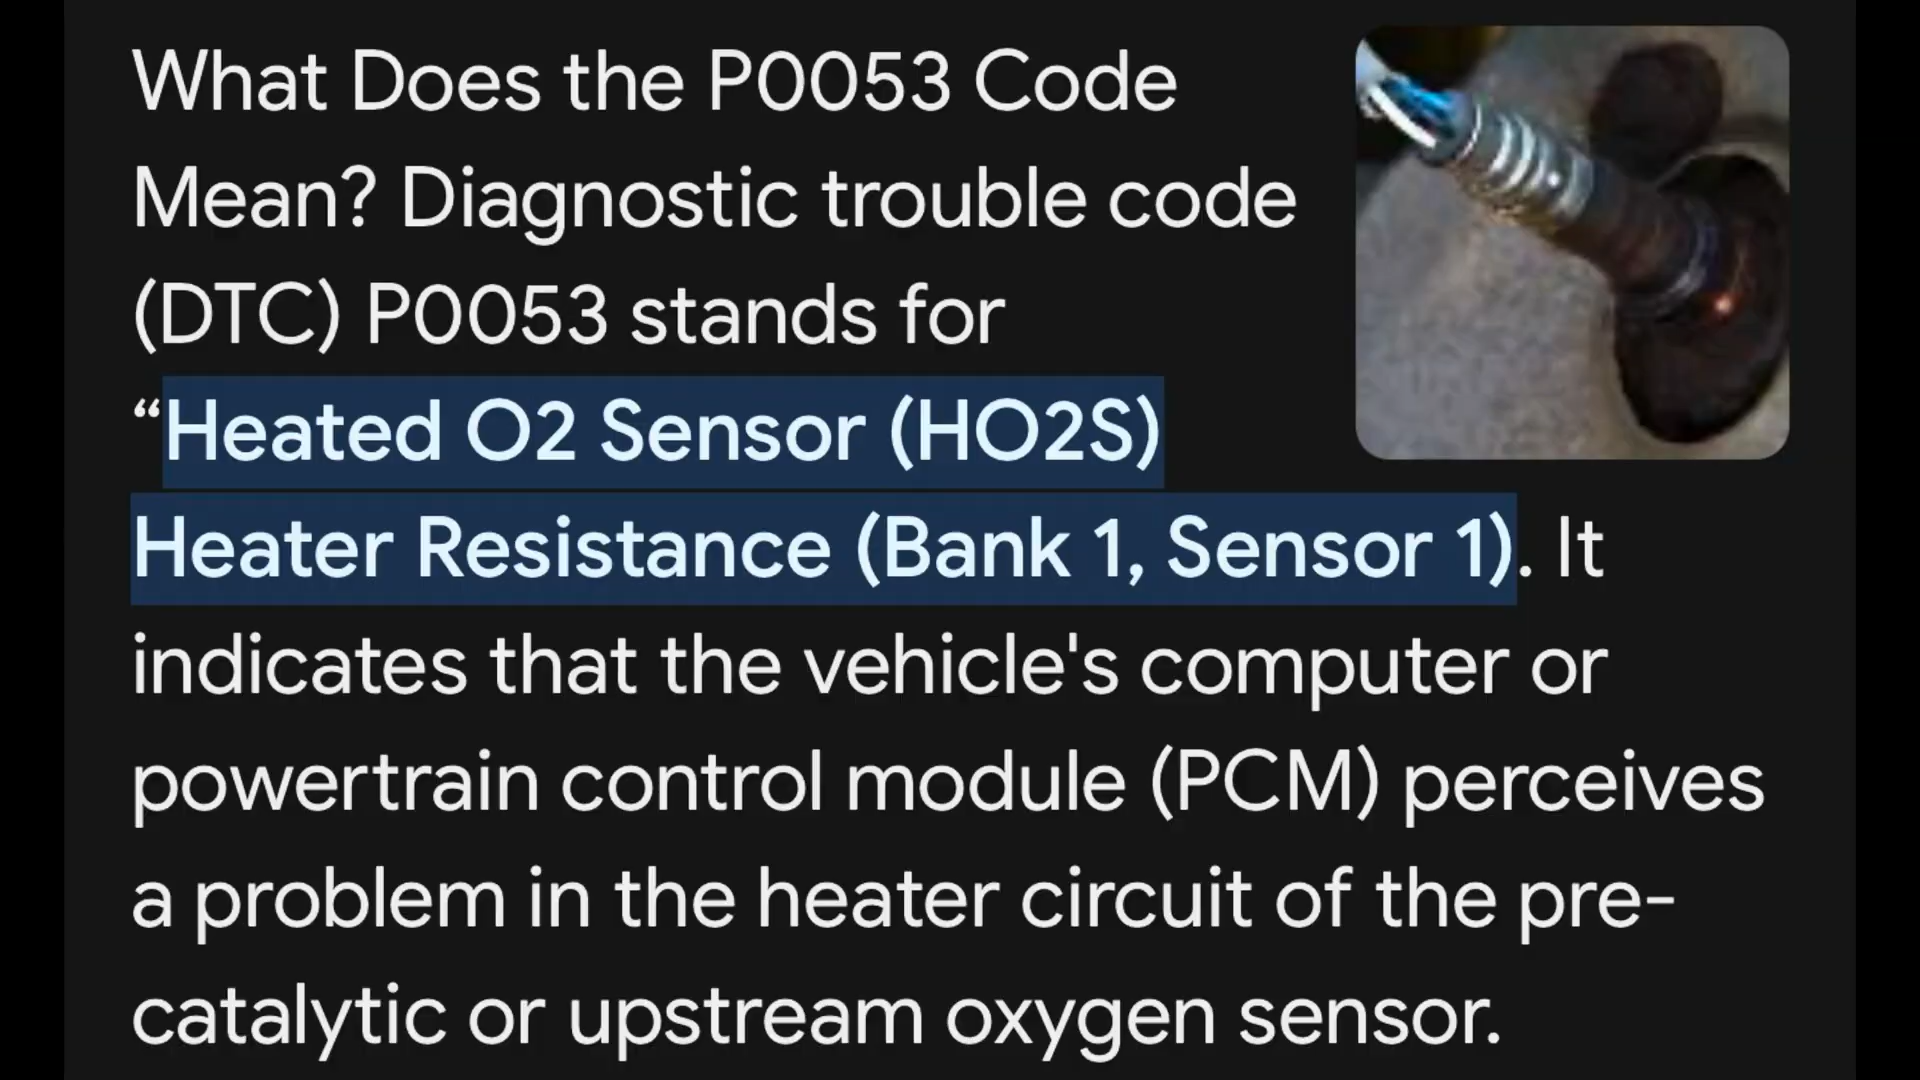 What Does the P0053 Code
Mean? Diagnostic trouble code
(DTC) P0053 stands for
“Heated O2 Sensor (HO2S)
Heater Resistance (Bank 1, Sensor 1). It
indicates that the vehicle's computer or
powertrain control module (PCM) perceives
a problem in the heater circuit of the pre-
catalytic or upstream oxygen sensor.